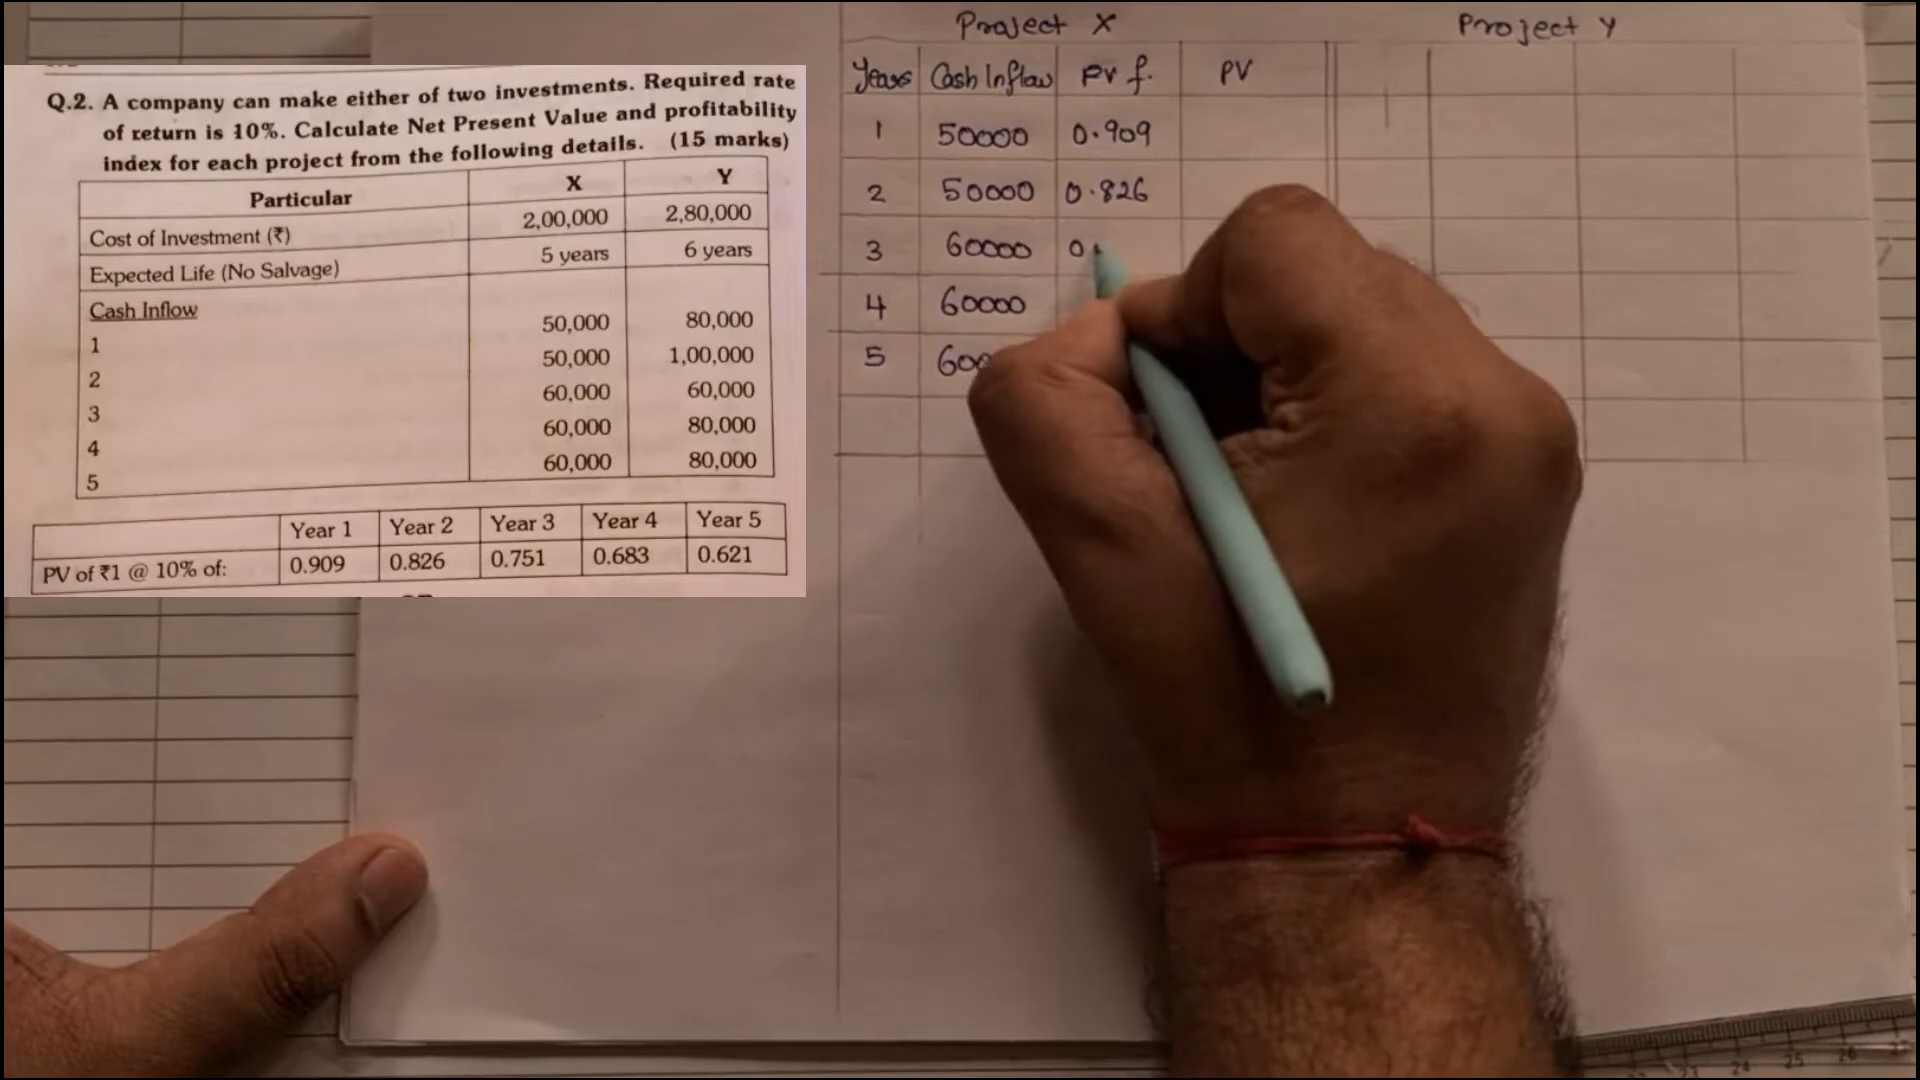 Q.2. A company can make either of two investments. Required rate
of return is 10%. Calculate Net Present Value and profitability
index for each project from the following details. (15 marks)
Particular X Y
Cost of Investment (₹) 2,00,000 2,80,000
Expected Life (No Salvage) 5 years 6 years
Cash Inflow
1 50,000 80,000
2 50,000 1,00,000
3 60,000 60,000
4 60,000 80,000
5 60,000 80,000
Year 1 Year 2 Year 3 Year 4 Year 5
PV of ₹1 @ 10% of: 0.909 0.826 0.751 0.683 0.621
Project X Project Y
Years Cash Inflow PV f. PV
1 50000 0.909
2 50000 0.826
3 60000 0.
4 60000
5
24 25 26